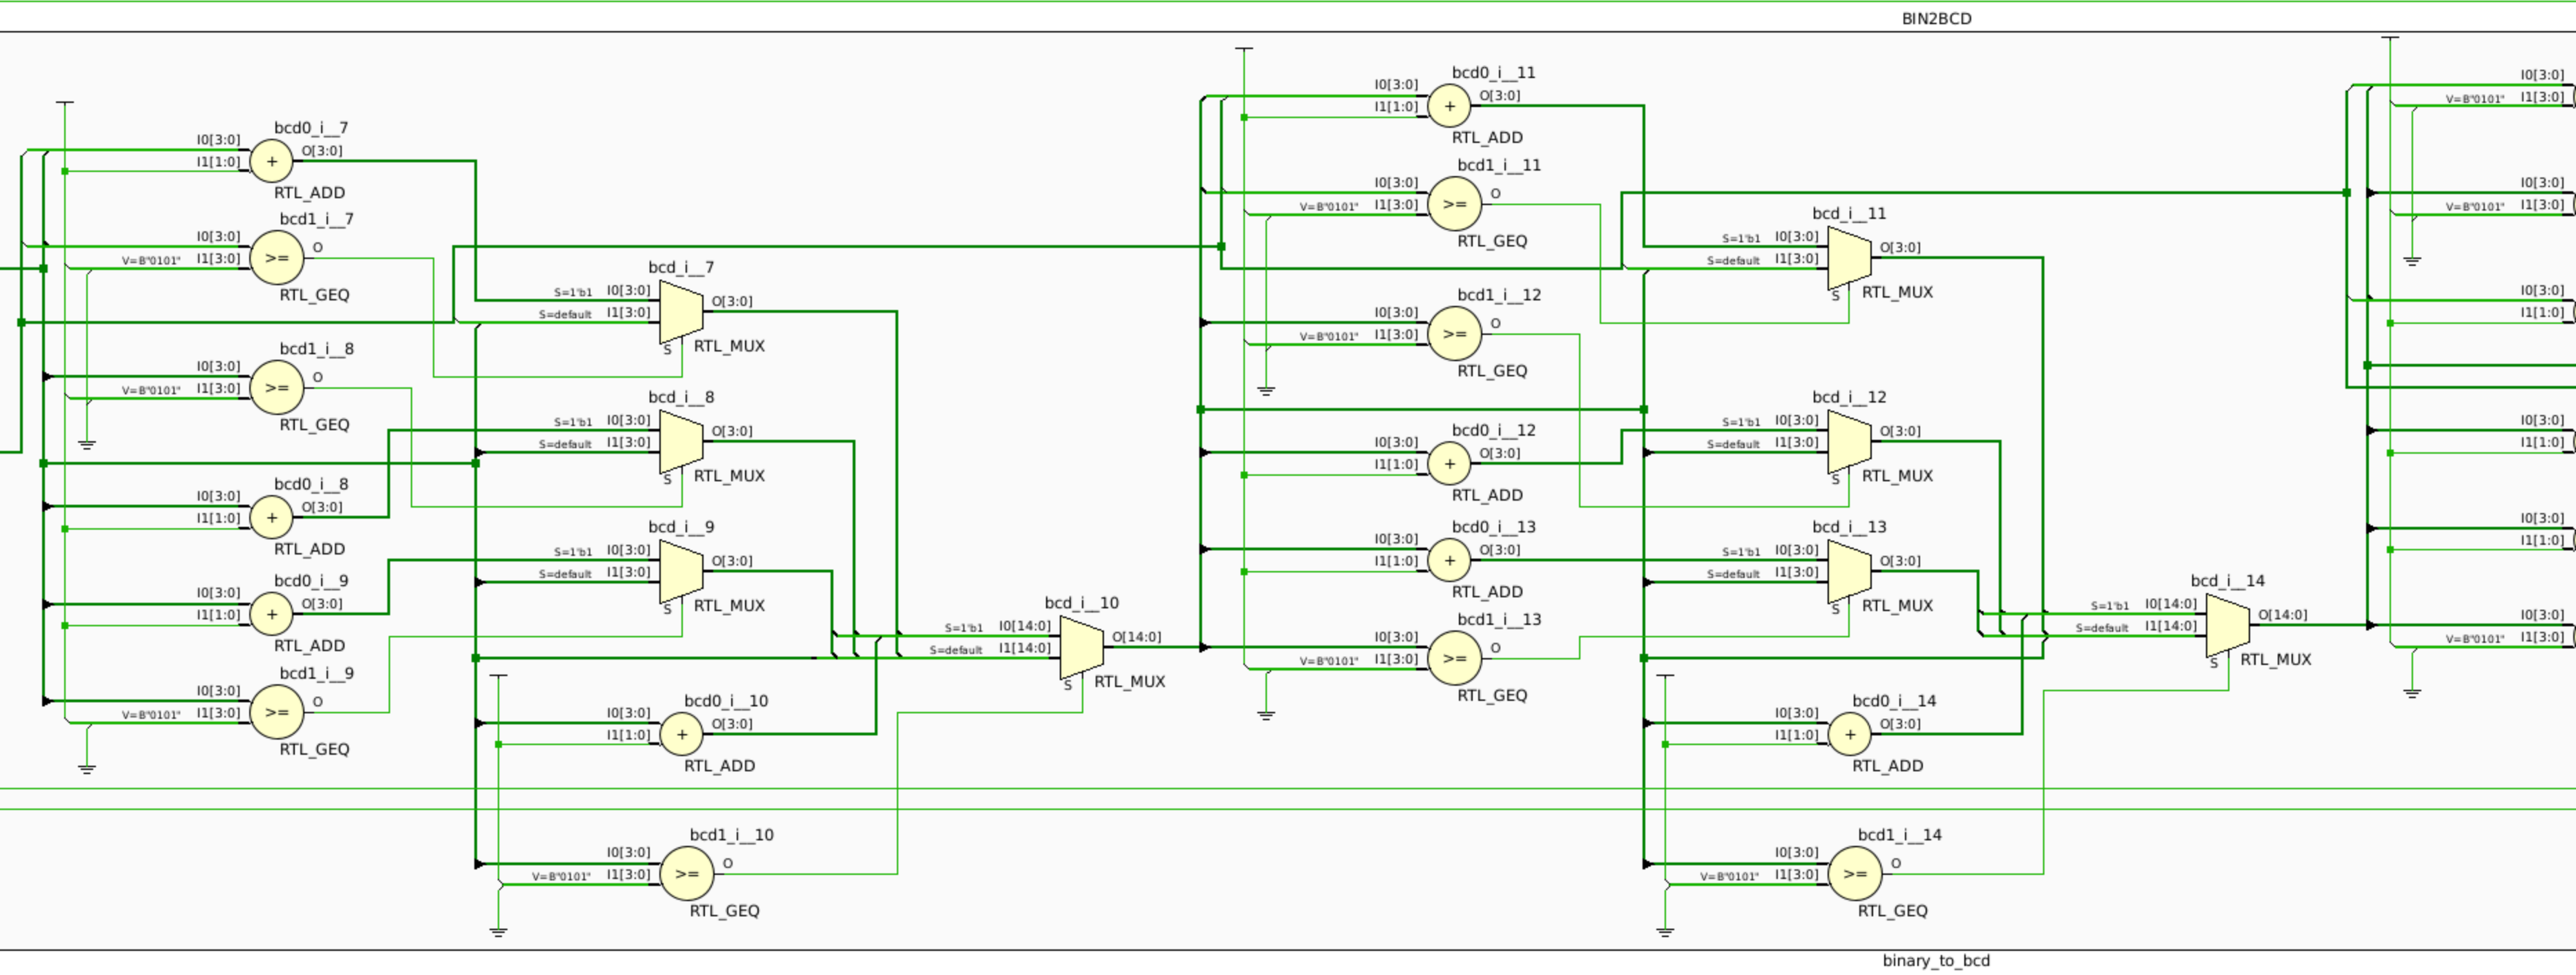 BIN2BCD
bcd0_i__7
I0[3:0]
I1[1:0]
O[3:0]
RTL_ADD
bcd1_i__7
I0[3:0]
V=B"0101" I1[3:0]
O
RTL_GEQ
bcd1_i__8
I0[3:0]
V=B"0101" I1[3:0]
O
RTL_GEQ
bcd0_i__8
I0[3:0]
I1[1:0]
O[3:0]
RTL_ADD
bcd0_i__9
I0[3:0]
I1[1:0]
O[3:0]
RTL_ADD
bcd1_i__9
I0[3:0]
V=B"0101" I1[3:0]
O
RTL_GEQ
bcd_i__7
S=1'b1 I0[3:0]
S=default I1[3:0]
O[3:0]
S
RTL_MUX
bcd_i__8
S=1'b1 I0[3:0]
S=default I1[3:0]
O[3:0]
S
RTL_MUX
bcd_i__9
S=1'b1 I0[3:0]
S=default I1[3:0]
O[3:0]
S
RTL_MUX
bcd0_i__10
I0[3:0]
I1[1:0]
O[3:0]
RTL_ADD
bcd1_i__10
I0[3:0]
V=B"0101" I1[3:0]
O
RTL_GEQ
bcd_i__10
S=1'b1 I0[14:0]
S=default I1[14:0]
O[14:0]
S
RTL_MUX
bcd0_i__11
I0[3:0]
I1[1:0]
O[3:0]
RTL_ADD
bcd1_i__11
I0[3:0]
V=B"0101" I1[3:0]
O
RTL_GEQ
bcd1_i__12
I0[3:0]
V=B"0101" I1[3:0]
O
RTL_GEQ
bcd0_i__12
I0[3:0]
I1[1:0]
O[3:0]
RTL_ADD
bcd0_i__13
I0[3:0]
I1[1:0]
O[3:0]
RTL_ADD
bcd1_i__13
I0[3:0]
V=B"0101" I1[3:0]
O
RTL_GEQ
bcd_i__11
S=1'b1 I0[3:0]
S=default I1[3:0]
O[3:0]
S
RTL_MUX
bcd_i__12
S=1'b1 I0[3:0]
S=default I1[3:0]
O[3:0]
S
RTL_MUX
bcd_i__13
S=1'b1 I0[3:0]
S=default I1[3:0]
O[3:0]
S
RTL_MUX
bcd0_i__14
I0[3:0]
I1[1:0]
O[3:0]
RTL_ADD
bcd1_i__14
I0[3:0]
V=B"0101" I1[3:0]
O
RTL_GEQ
bcd_i__14
S=1'b1 I0[14:0]
S=default I1[14:0]
O[14:0]
S
RTL_MUX
I0[3:0]
V=B"0101" I1[3:0]
I0[3:0]
V=B"0101" I1[3:0]
I0[3:0]
I1[1:0]
I0[3:0]
I1[1:0]
I0[3:0]
I1[1:0]
I0[3:0]
V=B"0101" I1[3:0]
binary_to_bcd